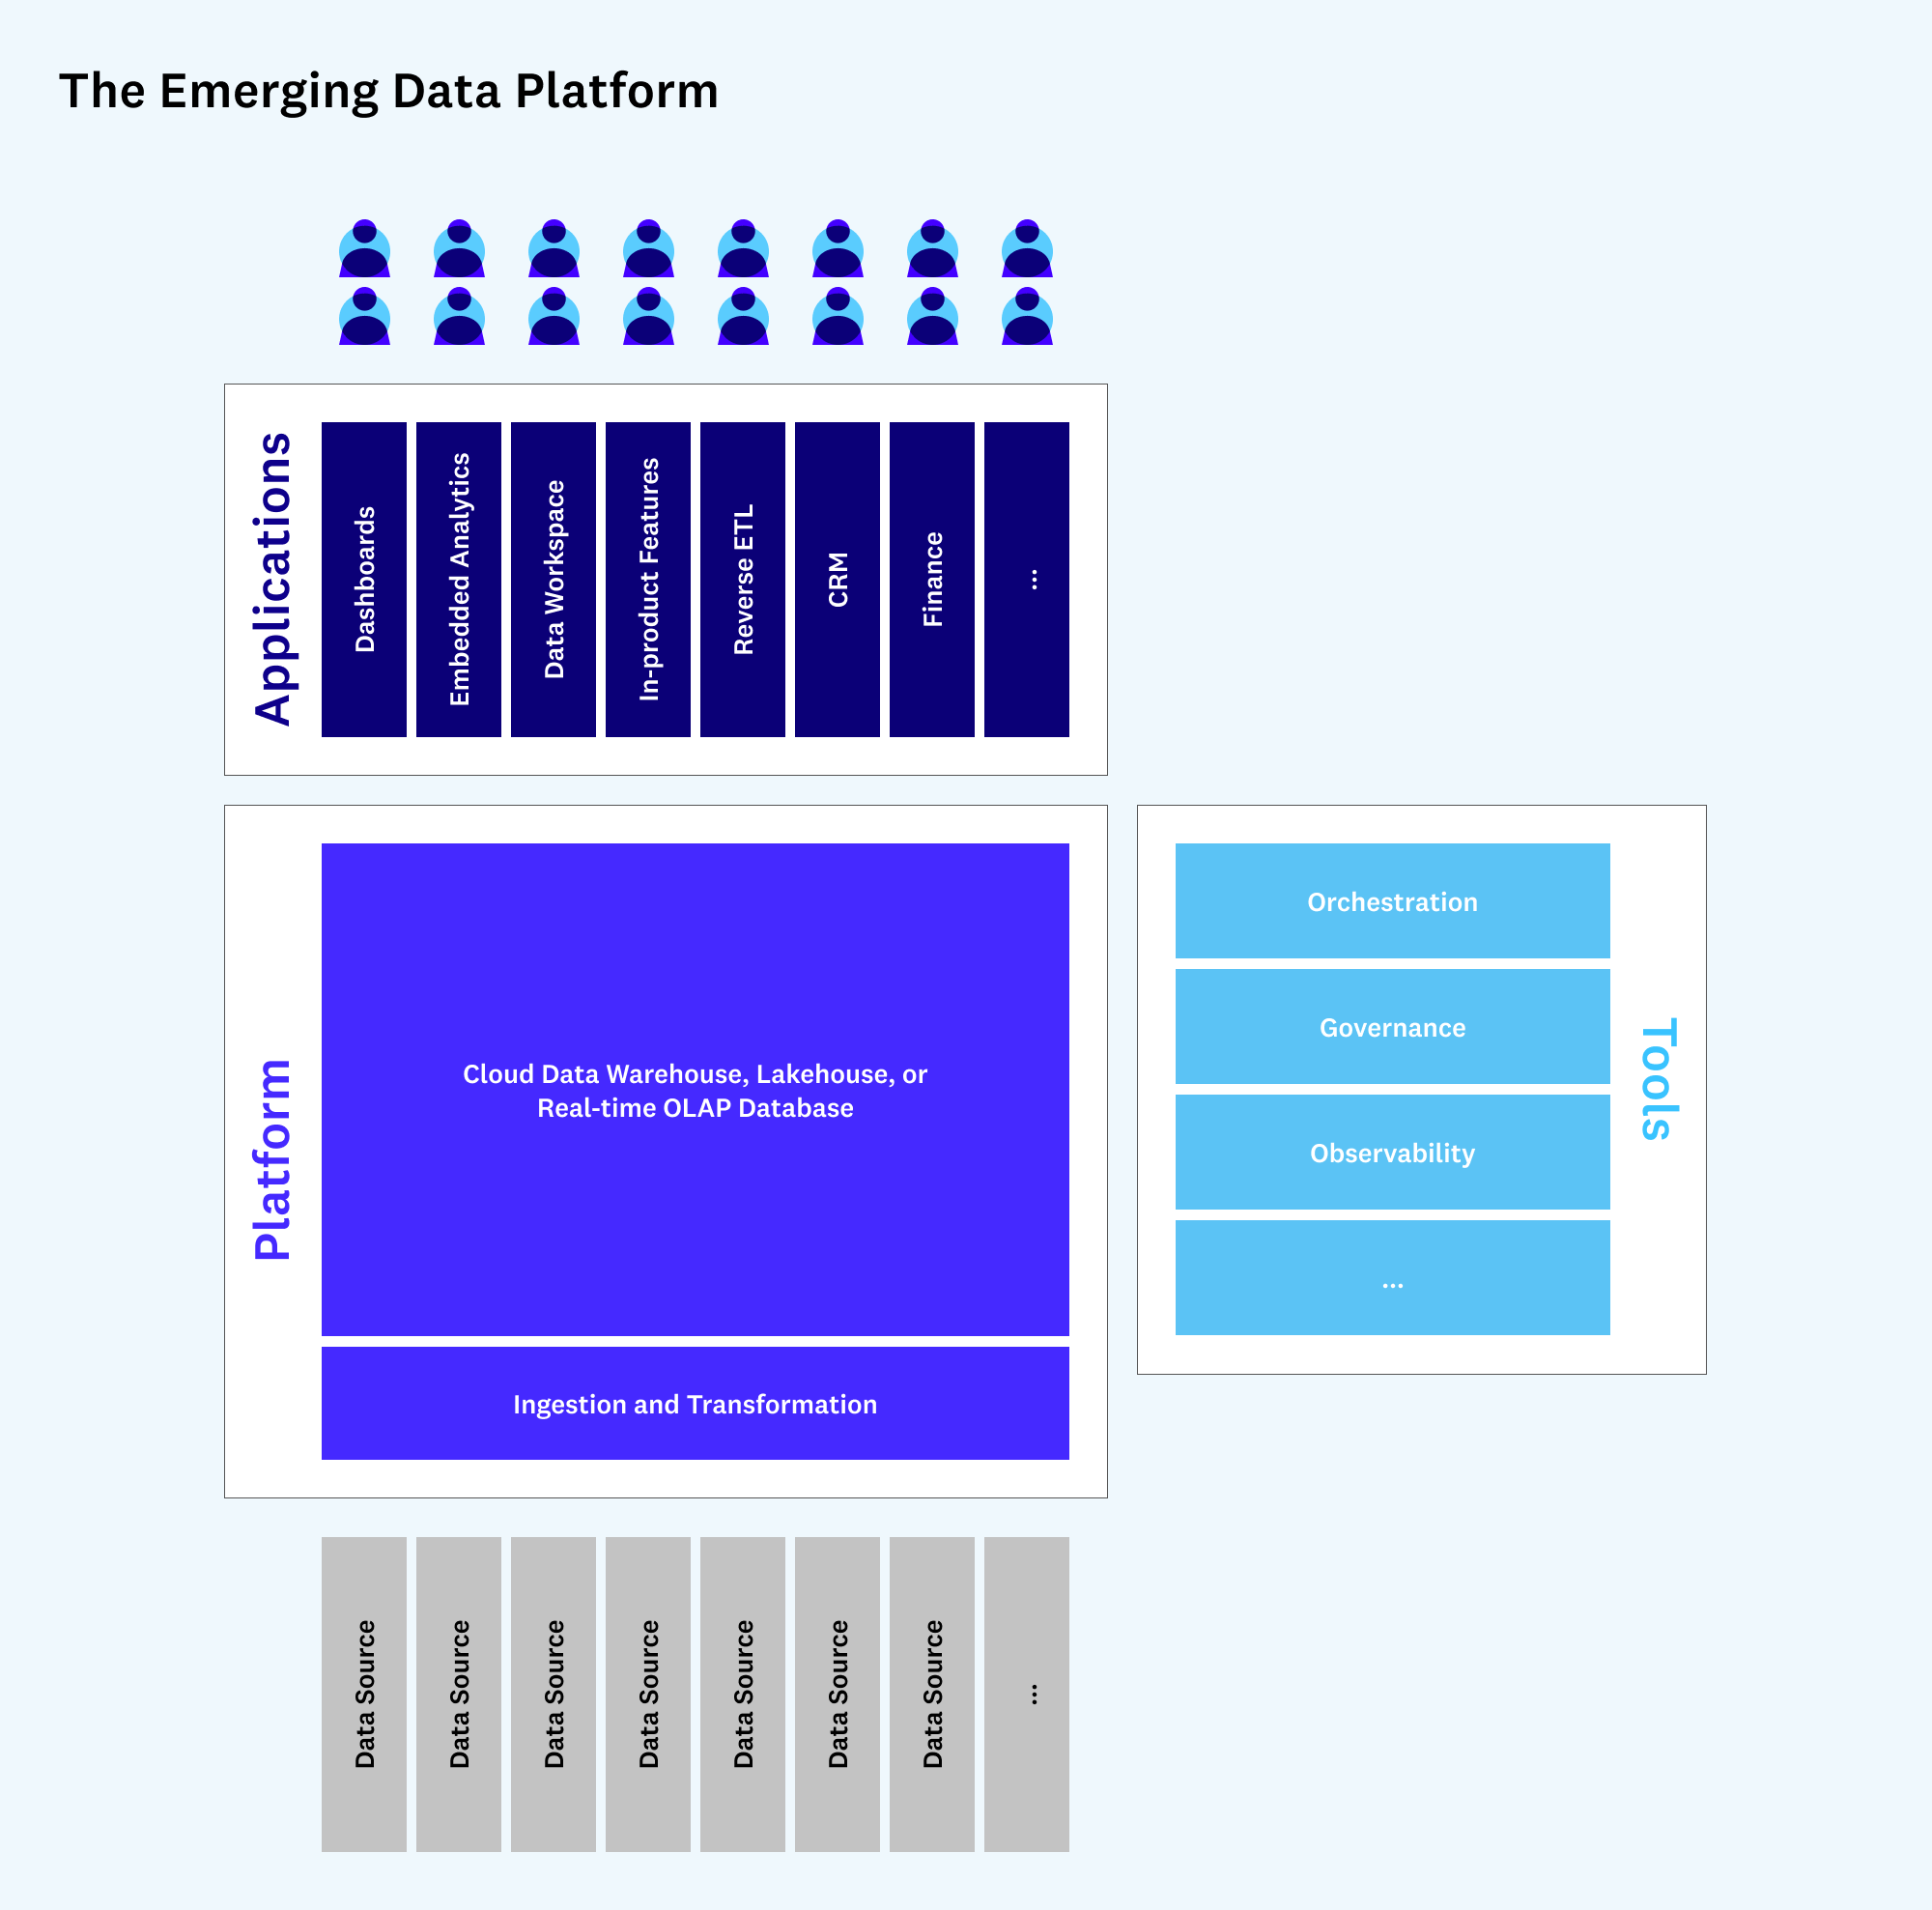 The Emerging Data Platform
Applications
Dashboards
Embedded Analytics
Data Workspace
In-product Features
Reverse ETL
CRM
Finance
...
Platform
Cloud Data Warehouse, Lakehouse, or
Real-time OLAP Database
Ingestion and Transformation
Orchestration
Governance
Observability
...
Tools
Data Source
Data Source
Data Source
Data Source
Data Source
Data Source
Data Source
...